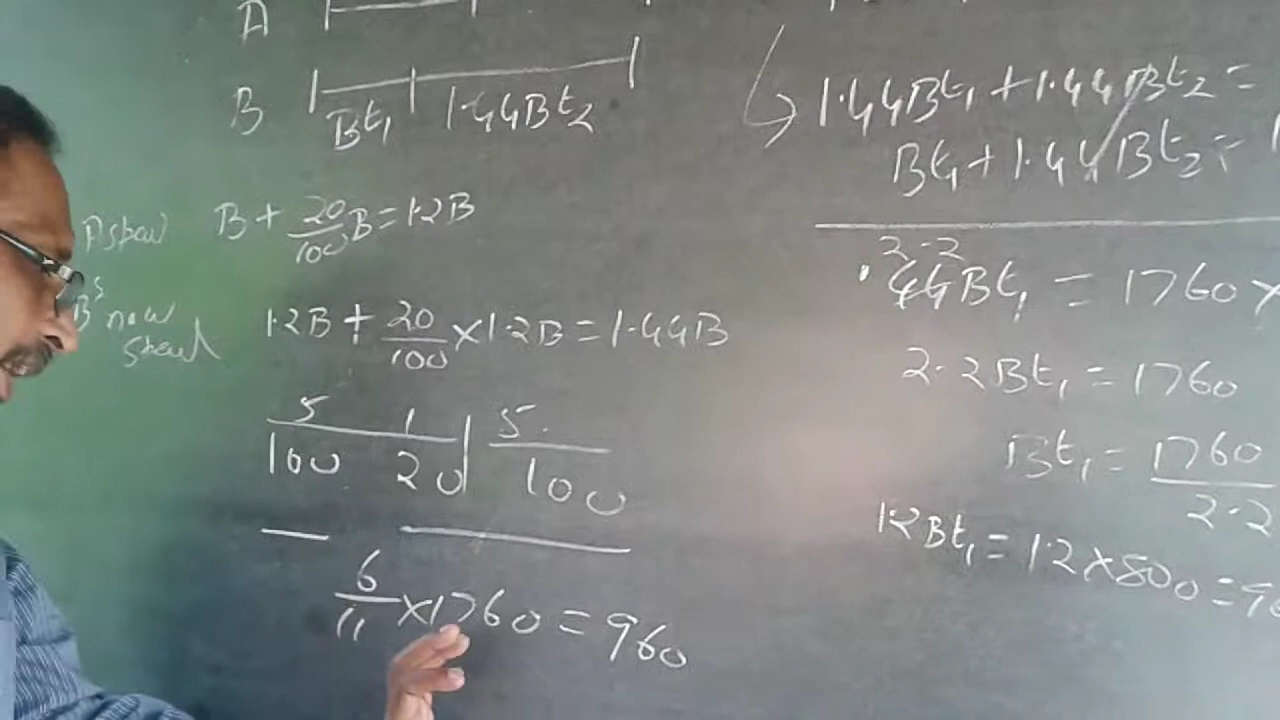 A
B
Bt₁ 1.44Bt₂
B + 20/100 B = 1.2B
B's new
1.2B + 20/100 × 1.2B = 1.44B
5 1 | 5
100 20 | 100
6/11 × 1760 = 960
1.44Bt₁ + 1.44Bt₂ =
Bt₁ + 1.44Bt₂ =
2.2
.44Bt₁ = 1760 ×
2.2Bt₁ = 1760
Bt₁ = 1760/2.2
1.2Bt₁ = 1.2 × 800 =